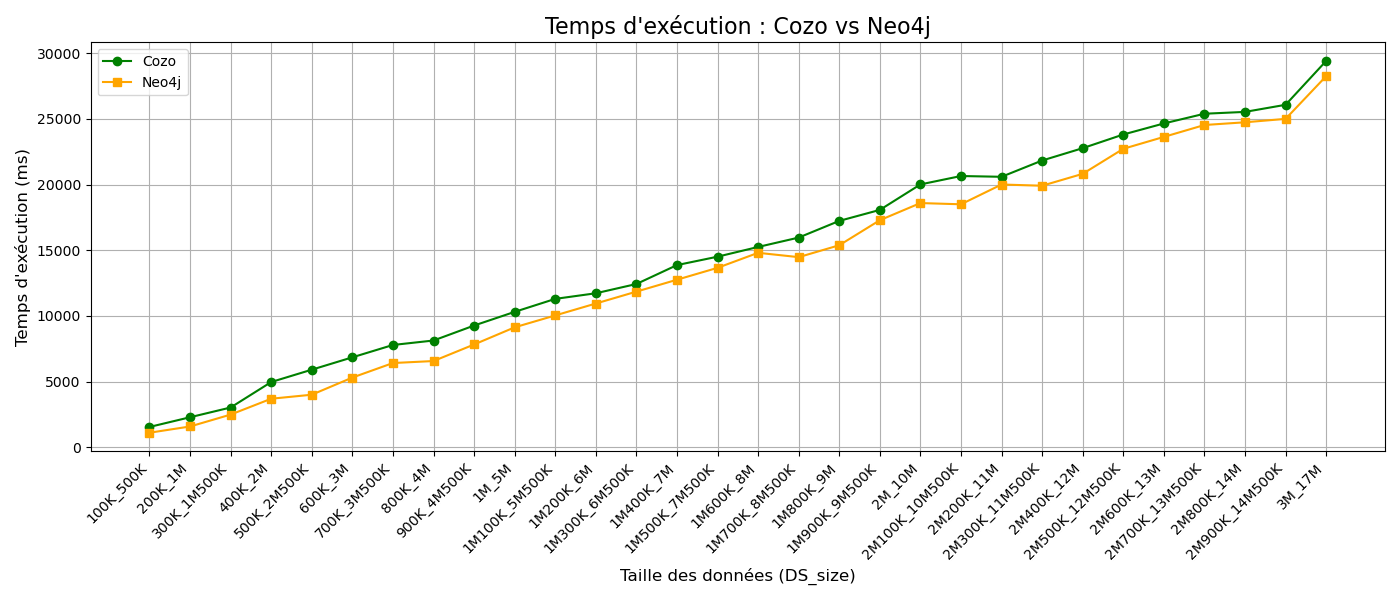 Temps d'exécution : Cozo vs Neo4j
Cozo
Neo4j
Temps d'exécution (ms)
30000
25000
20000
15000
10000
5000
0
100K_500K
200K_1M
300K_1M500K
400K_2M
500K_2M500K
600K_3M
700K_3M500K
800K_4M
900K_4M500K
1M_5M
1M100K_5M500K
1M200K_6M
1M300K_6M500K
1M400K_7M
1M500K_7M500K
1M600K_8M
1M700K_8M500K
1M800K_9M
1M900K_9M500K
2M_10M
2M100K_10M500K
2M200K_11M
2M300K_11M500K
2M400K_12M
2M500K_12M500K
2M600K_13M
2M700K_13M500K
2M800K_14M
2M900K_14M500K
3M_17M
Taille des données (DS_size)